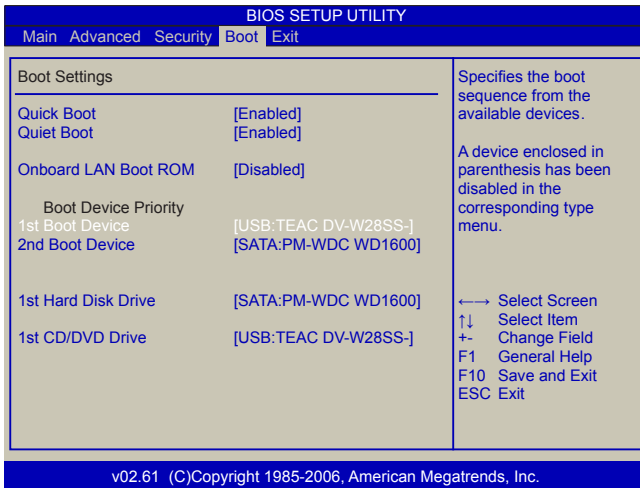 BIOS SETUP UTILITY
Main Advanced Security Boot Exit
Boot Settings
Quick Boot [Enabled]
Quiet Boot [Enabled]
Onboard LAN Boot ROM [Disabled]
Boot Device Priority
1st Boot Device [USB:TEAC DV-W28SS-]
2nd Boot Device [SATA:PM-WDC WD1600]
1st Hard Disk Drive [SATA:PM-WDC WD1600]
1st CD/DVD Drive [USB:TEAC DV-W28SS-]
Specifies the boot
sequence from the
available devices.
A device enclosed in
parenthesis has been
disabled in the
corresponding type
menu.
←→ Select Screen
↑↓ Select Item
+- Change Field
F1 General Help
F10 Save and Exit
ESC Exit
v02.61 (C)Copyright 1985-2006, American Megatrends, Inc.